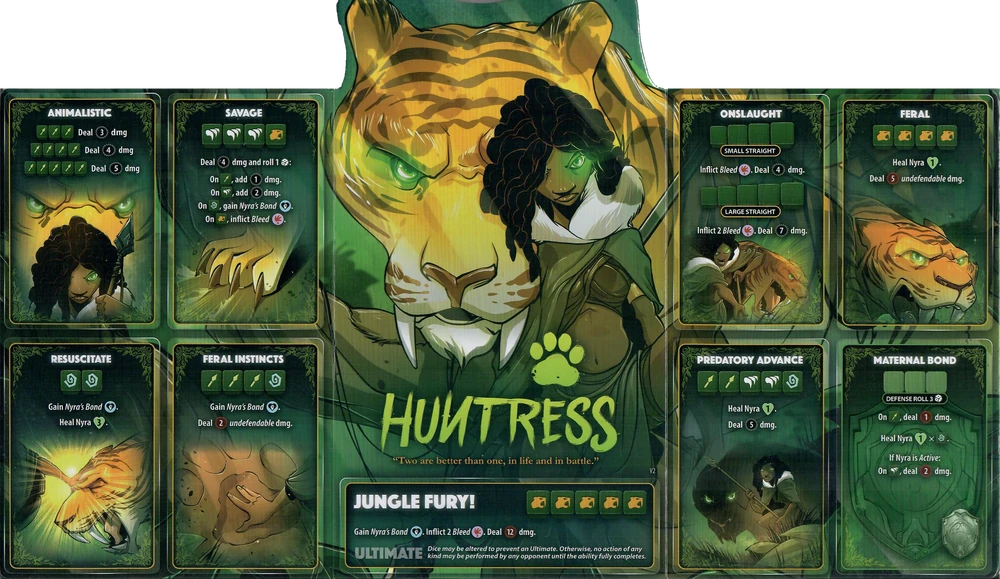 ANIMALISTIC
Deal 3 dmg
Deal 4 dmg
Deal 5 dmg
SAVAGE
Deal 4 dmg and roll 1 :
On , add 1 dmg.
On , add 2 dmg.
On , gain Nyra's Bond .
On , inflict Bleed .
RESUSCITATE
Gain Nyra's Bond .
Heal Nyra 3 .
FERAL INSTINCTS
Gain Nyra's Bond .
Deal 2 undefendable dmg.
HUNTRESS
"Two are better than one, in life and in battle."
V2
JUNGLE FURY!
Gain Nyra's Bond . Inflict 2 Bleed . Deal 12 dmg.
ULTIMATE
Dice may be altered to prevent an Ultimate. Otherwise, no action of any
kind may be performed by any opponent until the ability fully completes.
ONSLAUGHT
SMALL STRAIGHT
Inflict Bleed . Deal 4 dmg.
LARGE STRAIGHT
Inflict 2 Bleed . Deal 7 dmg.
FERAL
Heal Nyra 1 .
Deal 5 undefendable dmg.
PREDATORY ADVANCE
Heal Nyra 1 .
Deal 5 dmg.
MATERNAL BOND
DEFENSE ROLL 3
On , deal 1 dmg.
Heal Nyra 1 × .
If Nyra is Active:
On , deal 2 dmg.